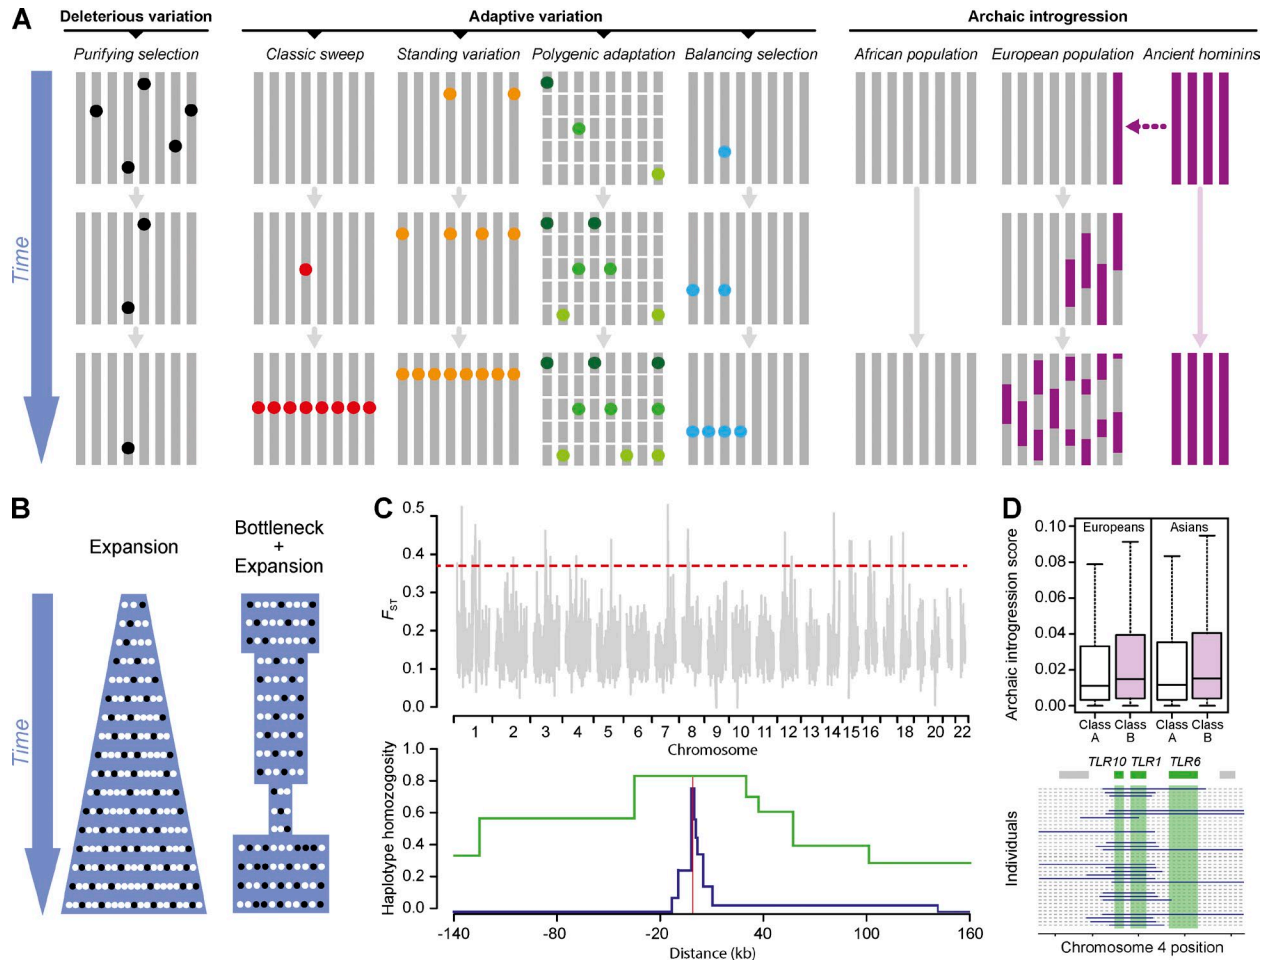 A
Deleterious variation
Adaptive variation
Archaic introgression
Purifying selection
Classic sweep
Standing variation
Polygenic adaptation
Balancing selection
African population
European population
Ancient hominins
Time
B
Expansion
Bottleneck
+
Expansion
Time
C
0.5
0.4
0.3
0.2
0.1
0.0
FST
1 2 3 4 5 6 7 8 9 10 11 12 13 14 15 16 18 20 22
Chromosome
1.0
0.8
0.6
0.4
0.2
0.0
Haplotype homozogosity
-140 -80 -20 40 100 160
Distance (kb)
D
Europeans Asians
0.10
0.08
0.06
0.04
0.02
0.00
Archaic introgression score
Class A
Class B
Class A
Class B
TLR10 TLR1 TLR6
Individuals
Chromosome 4 position